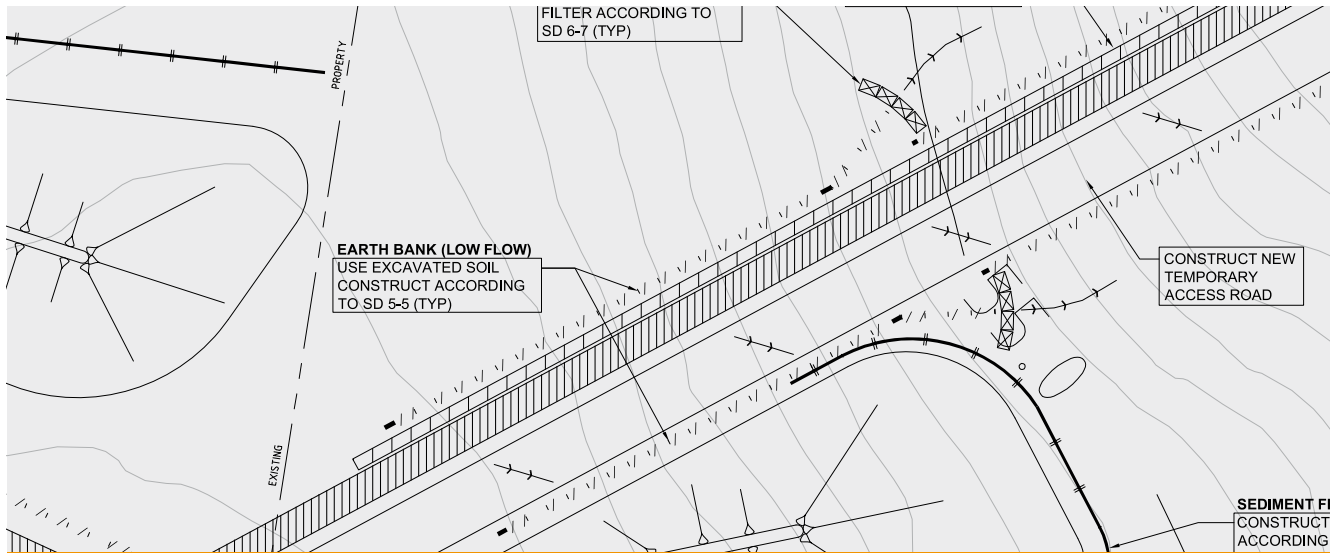 FILTER ACCORDING TO
SD 6-7 (TYP)
PROPERTY
EARTH BANK (LOW FLOW)
USE EXCAVATED SOIL
CONSTRUCT ACCORDING
TO SD 5-5 (TYP)
CONSTRUCT NEW
TEMPORARY
ACCESS ROAD
EXISTING
SEDIMENT
CONSTRUCT
ACCORDING